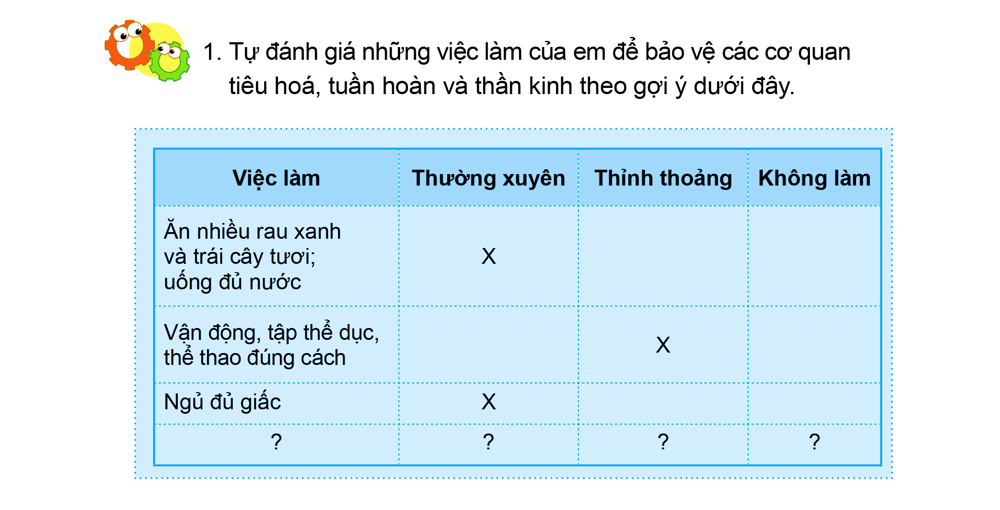 1. Tự đánh giá những việc làm của em để bảo vệ các cơ quan
tiêu hoá, tuần hoàn và thần kinh theo gợi ý dưới đây.
Việc làm Thường xuyên Thỉnh thoảng Không làm
Ăn nhiều rau xanh
và trái cây tươi;
uống đủ nước
X
Vận động, tập thể dục,
thể thao đúng cách
X
Ngủ đủ giấc X
? ? ? ?